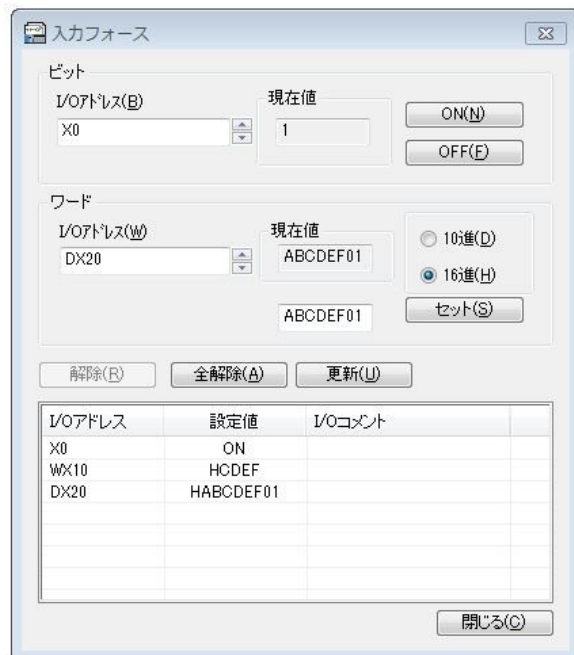 入力フォース
ビット
I/Oアドレス(B)
現在値
X0
1
ON(N)
OFF(F)
ワード
I/Oアドレス(W)
現在値
DX20
ABCDEF01
10進(D)
16進(H)
ABCDEF01
セット(S)
解除(R)
全解除(A)
更新(U)
I/Oアドレス 設定値 I/Oコメント
X0 ON
WX10 HCDEF
DX20 HABCDEF01
閉じる(C)